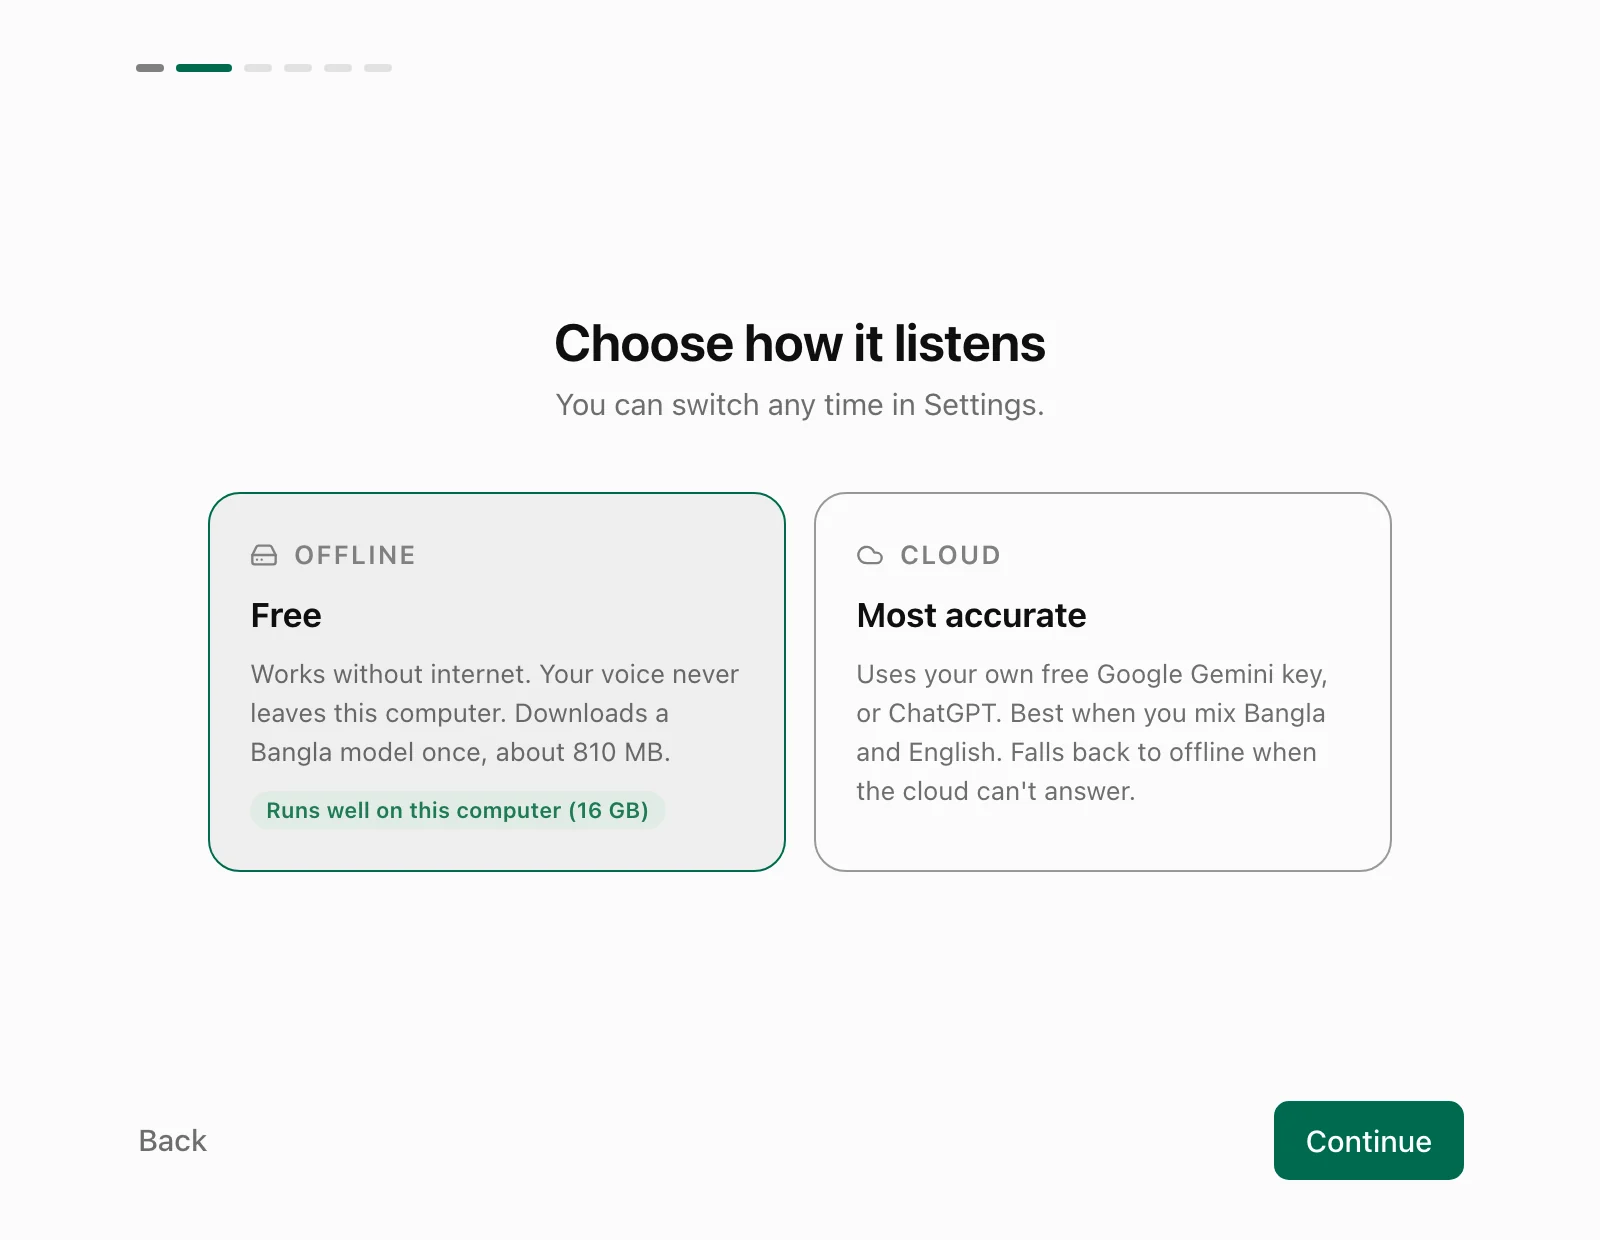 Choose how it listens
You can switch any time in Settings.
OFFLINE
Free
Works without internet. Your voice never
leaves this computer. Downloads a
Bangla model once, about 810 MB.
Runs well on this computer (16 GB)
CLOUD
Most accurate
Uses your own free Google Gemini key,
or ChatGPT. Best when you mix Bangla
and English. Falls back to offline when
the cloud can't answer.
Back
Continue